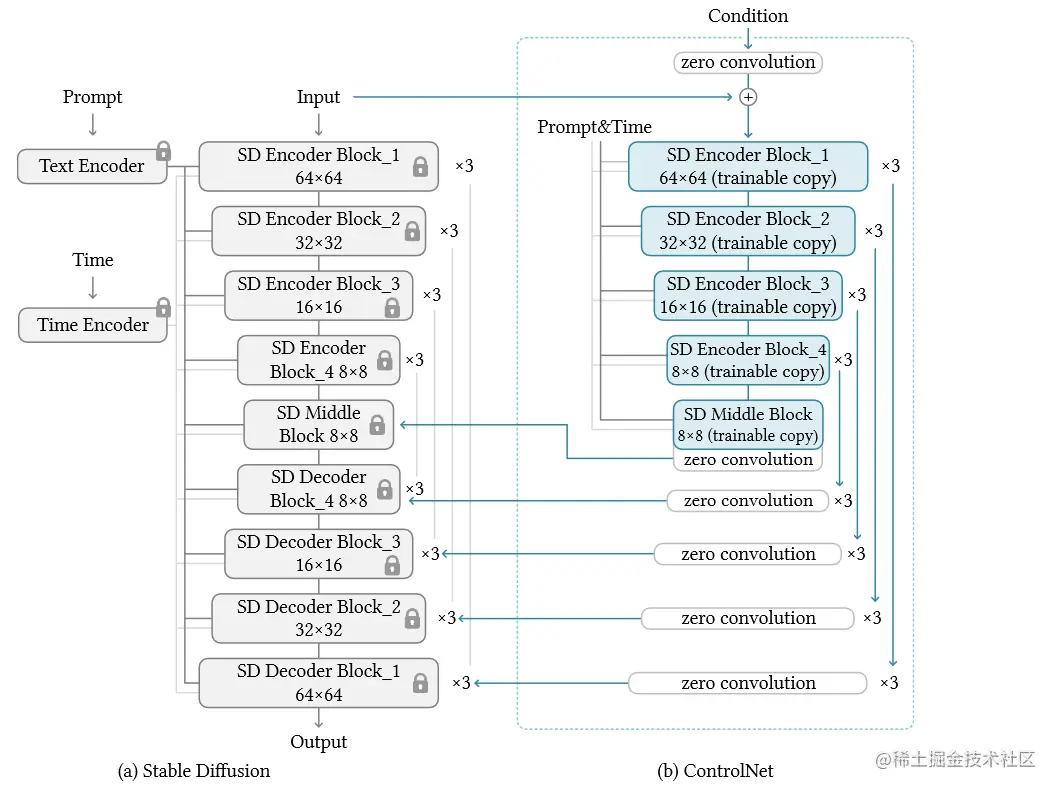 Condition
zero convolution
Prompt
Input
+
Prompt&Time
Text Encoder
SD Encoder Block_1
64×64
×3
SD Encoder Block_1
64×64 (trainable copy)
×3
SD Encoder Block_2
32×32
×3
SD Encoder Block_2
32×32 (trainable copy)
×3
Time
SD Encoder Block_3
16×16
×3
SD Encoder Block_3
16×16 (trainable copy)
×3
Time Encoder
SD Encoder
Block_4 8×8
×3
SD Encoder Block_4
8×8 (trainable copy)
×3
SD Middle
Block 8×8
SD Middle Block
8×8 (trainable copy)
zero convolution
SD Decoder
Block_4 8×8
×3
zero convolution
×3
SD Decoder Block_3
16×16
×3
zero convolution
×3
SD Decoder Block_2
32×32
×3
zero convolution
×3
SD Decoder Block_1
64×64
×3
zero convolution
×3
Output
(a) Stable Diffusion
(b) ControlNet
@稀土掘金技术社区